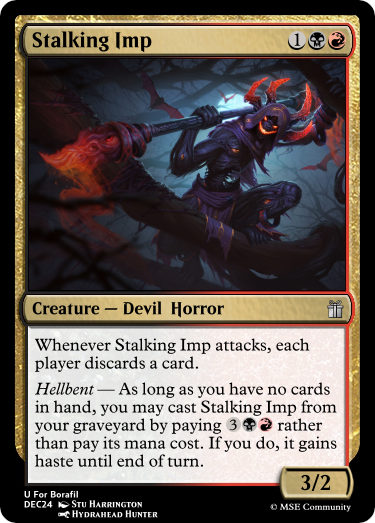 Stalking Imp 1
Creature — Devil Horror
Whenever Stalking Imp attacks, each
player discards a card.
Hellbent — As long as you have no cards
in hand, you may cast Stalking Imp from
your graveyard by paying 3 rather
than pay its mana cost. If you do, it gains
haste until end of turn.
3/2
U For Borafil
DEC24 Stu Harrington
Hydrahead Hunter
© MSE Community